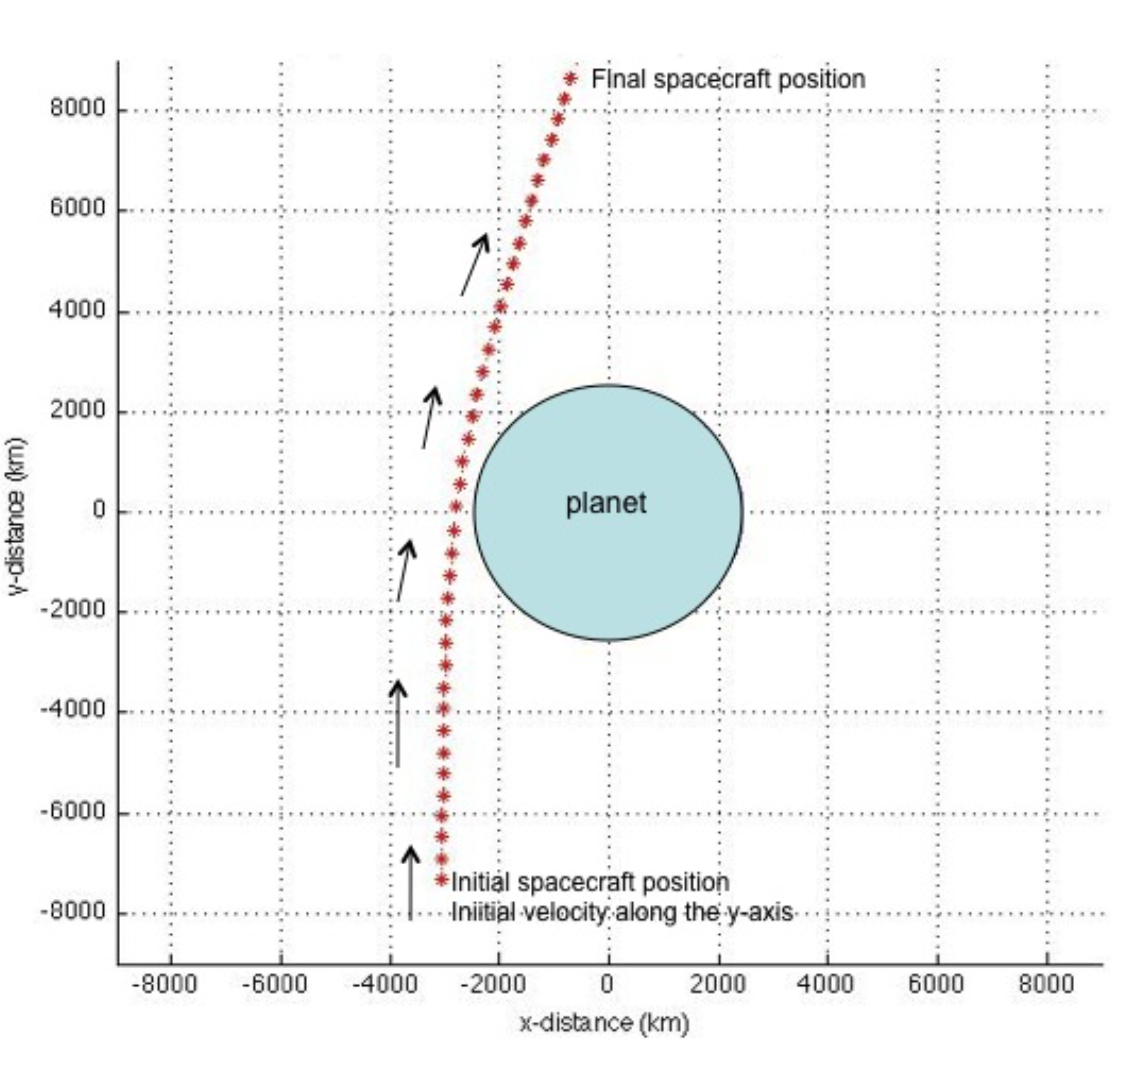 FInal spacecraft position
8000
6000
4000
2000
0
-2000
-4000
-6000
-8000
y-distance (km)
planet
Initial spacecraft position
Iniitial velocity along the y-axis
-8000 -6000 -4000 -2000 0 2000 4000 6000 8000
x-distance (km)